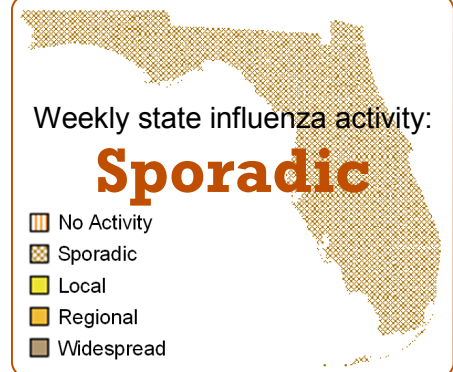 Weekly state influenza activity:
Sporadic
No Activity
Sporadic
Local
Regional
Widespread